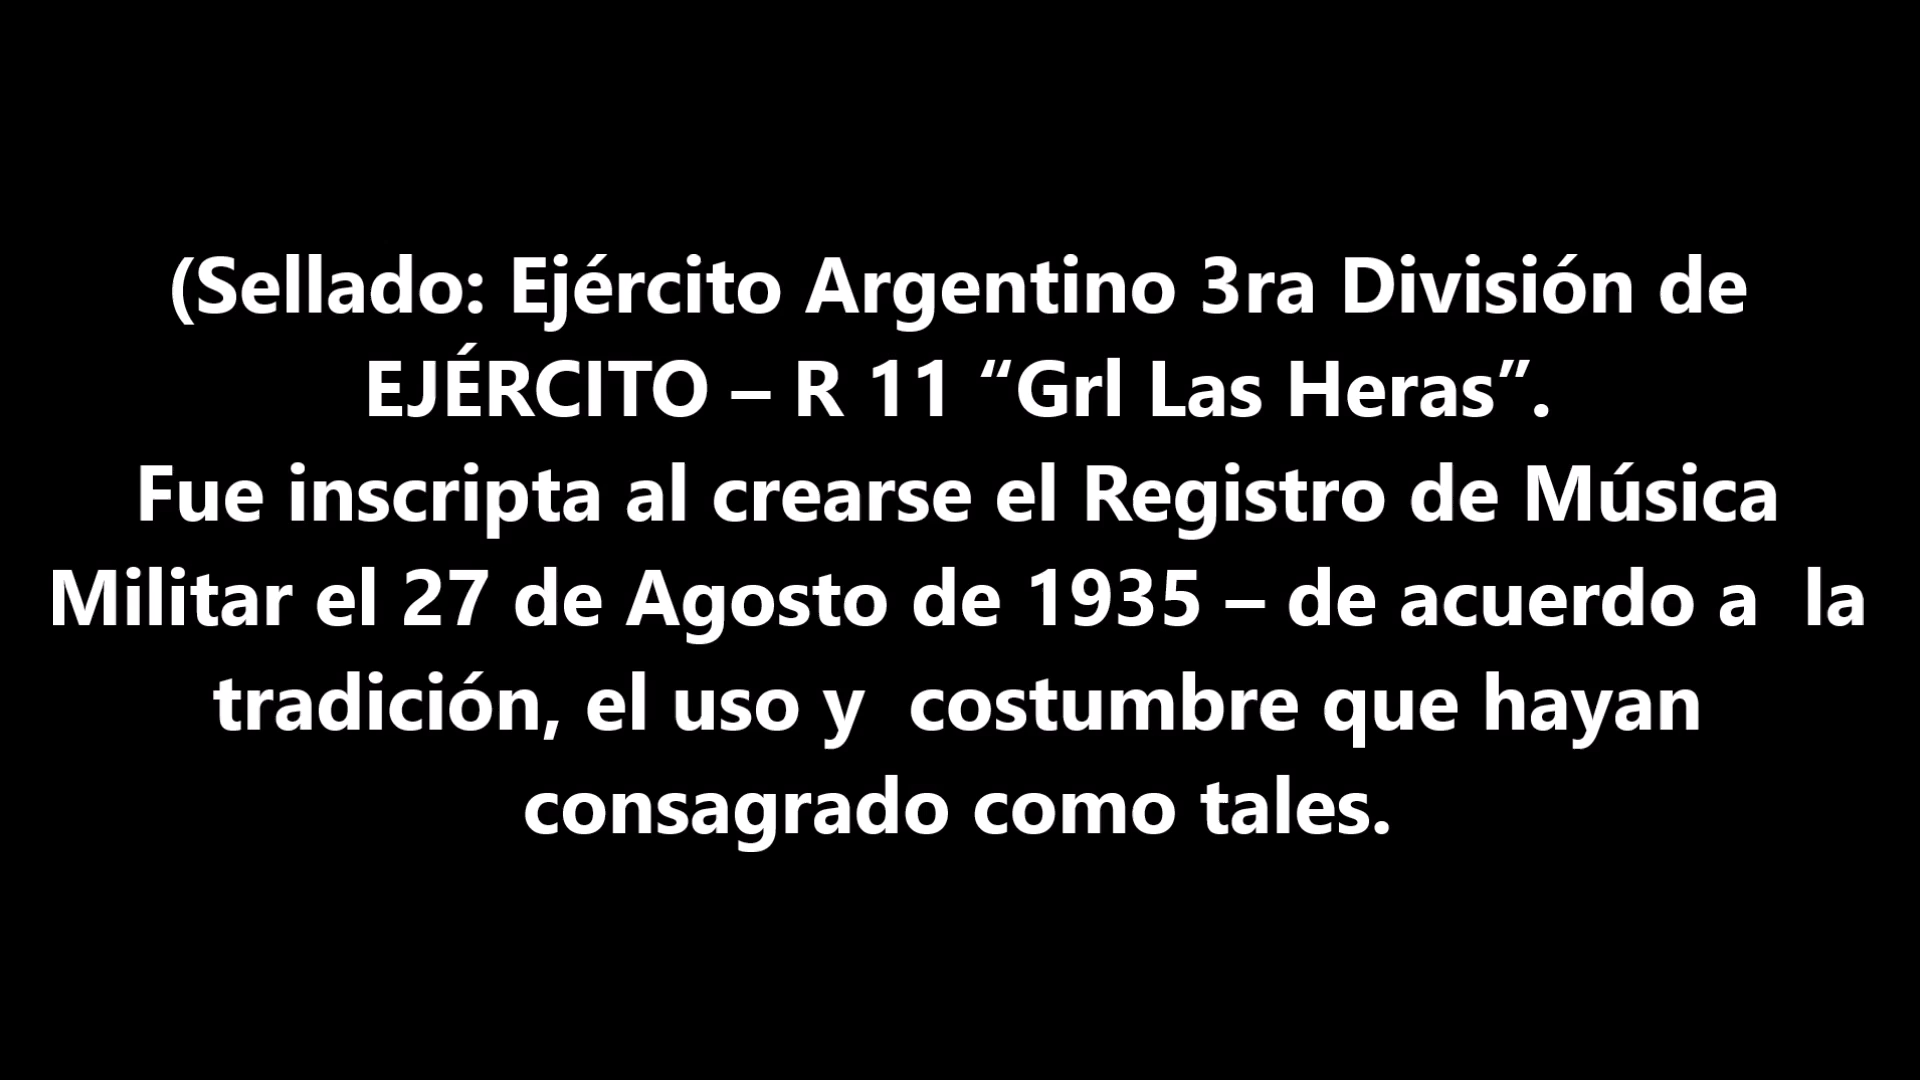 (Sellado: Ejército Argentino 3ra División de
EJÉRCITO – R 11 “Grl Las Heras”.
Fue inscripta al crearse el Registro de Música
Militar el 27 de Agosto de 1935 – de acuerdo a  la
tradición, el uso y  costumbre que hayan
consagrado como tales.